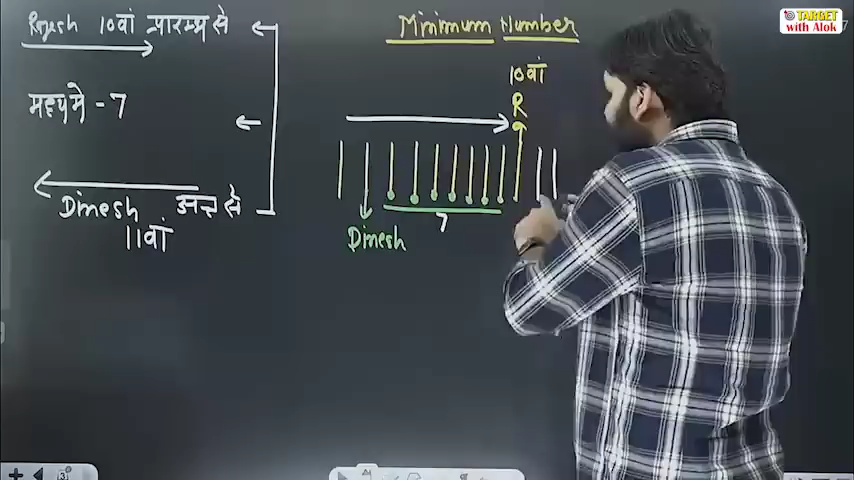 Rajesh 10वां प्रारम्भ से
मध्य मे - 7
Dinesh अन्त से
11वां
Minimum Number
10वां
R
7
Dinesh
TARGET
with Alok